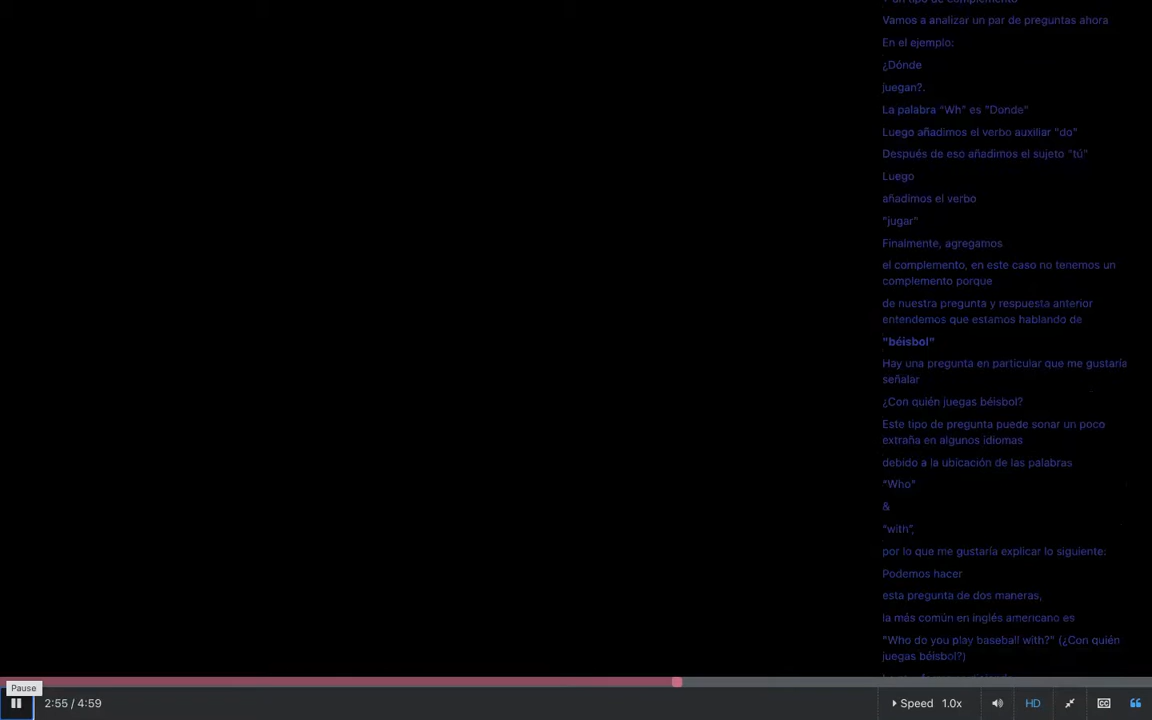 Vamos a analizar un par de preguntas ahora
En el ejemplo:
¿Dónde
juegan?.
La palabra "Wh" es "Donde"
Luego añadimos el verbo auxiliar "do"
Después de eso añadimos el sujeto "tú"
Luego
añadimos el verbo
"jugar"
Finalmente, agregamos
el complemento, en este caso no tenemos un
complemento porque
de nuestra pregunta y respuesta anterior
entendemos que estamos hablando de
"béisbol"
Hay una pregunta en particular que me gustaría
señalar
¿Con quién juegas béisbol?
Este tipo de pregunta puede sonar un poco
extraña en algunos idiomas
debido a la ubicación de las palabras
"Who"
&
"with",
por lo que me gustaría explicar lo siguiente:
Podemos hacer
esta pregunta de dos maneras,
la más común en inglés americano es
"Who do you play baseball with?" (¿Con quién
juegas béisbol?)
Pause
2:55 / 4:59
Speed 1.0x
HD
CC